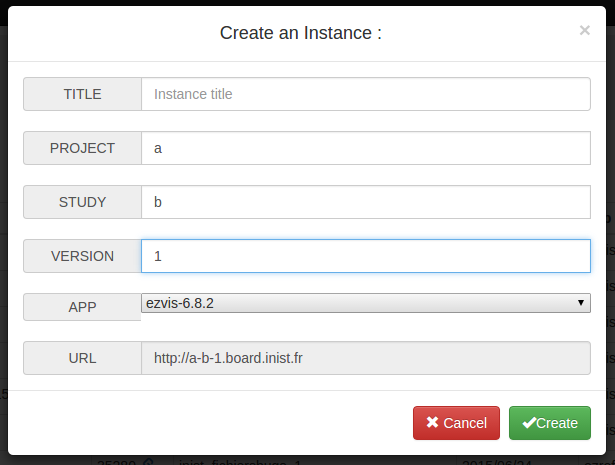 Create an Instance :
×
TITLE Instance title
PROJECT a
STUDY b
VERSION 1
APP ezvis-6.8.2
URL http://a-b-1.board.inist.fr
Cancel Create